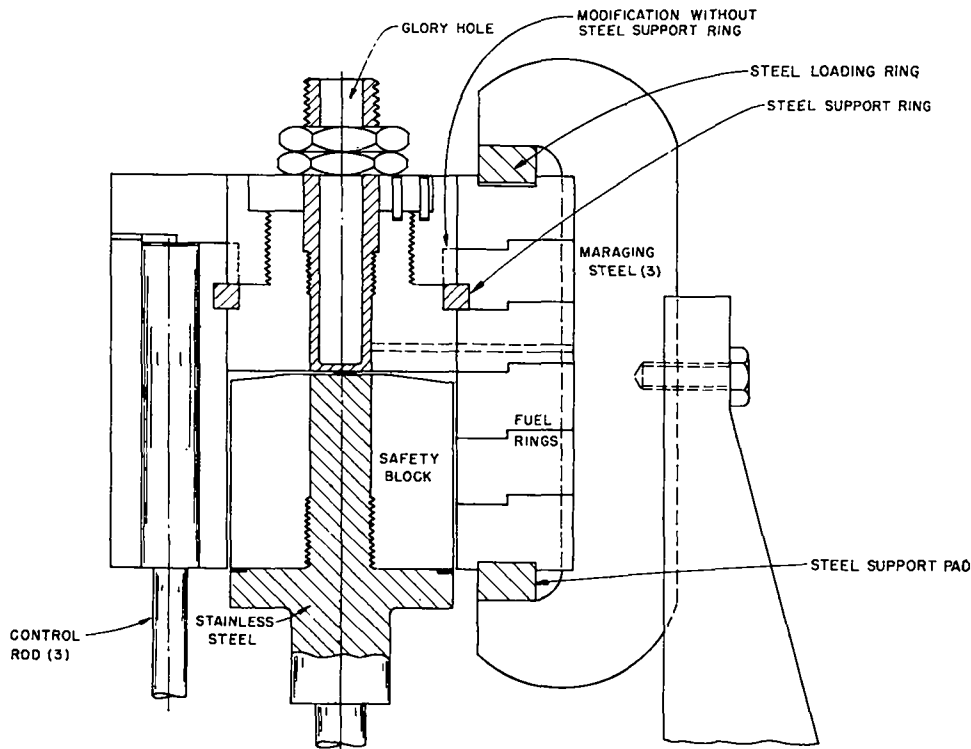 GLORY HOLE
MODIFICATION WITHOUT
STEEL SUPPORT RING
STEEL LOADING RING
STEEL SUPPORT RING
MARAGING
STEEL (3)
FUEL
RINGS
SAFETY
BLOCK
STEEL SUPPORT PAD
STAINLESS
STEEL
CONTROL
ROD (3)